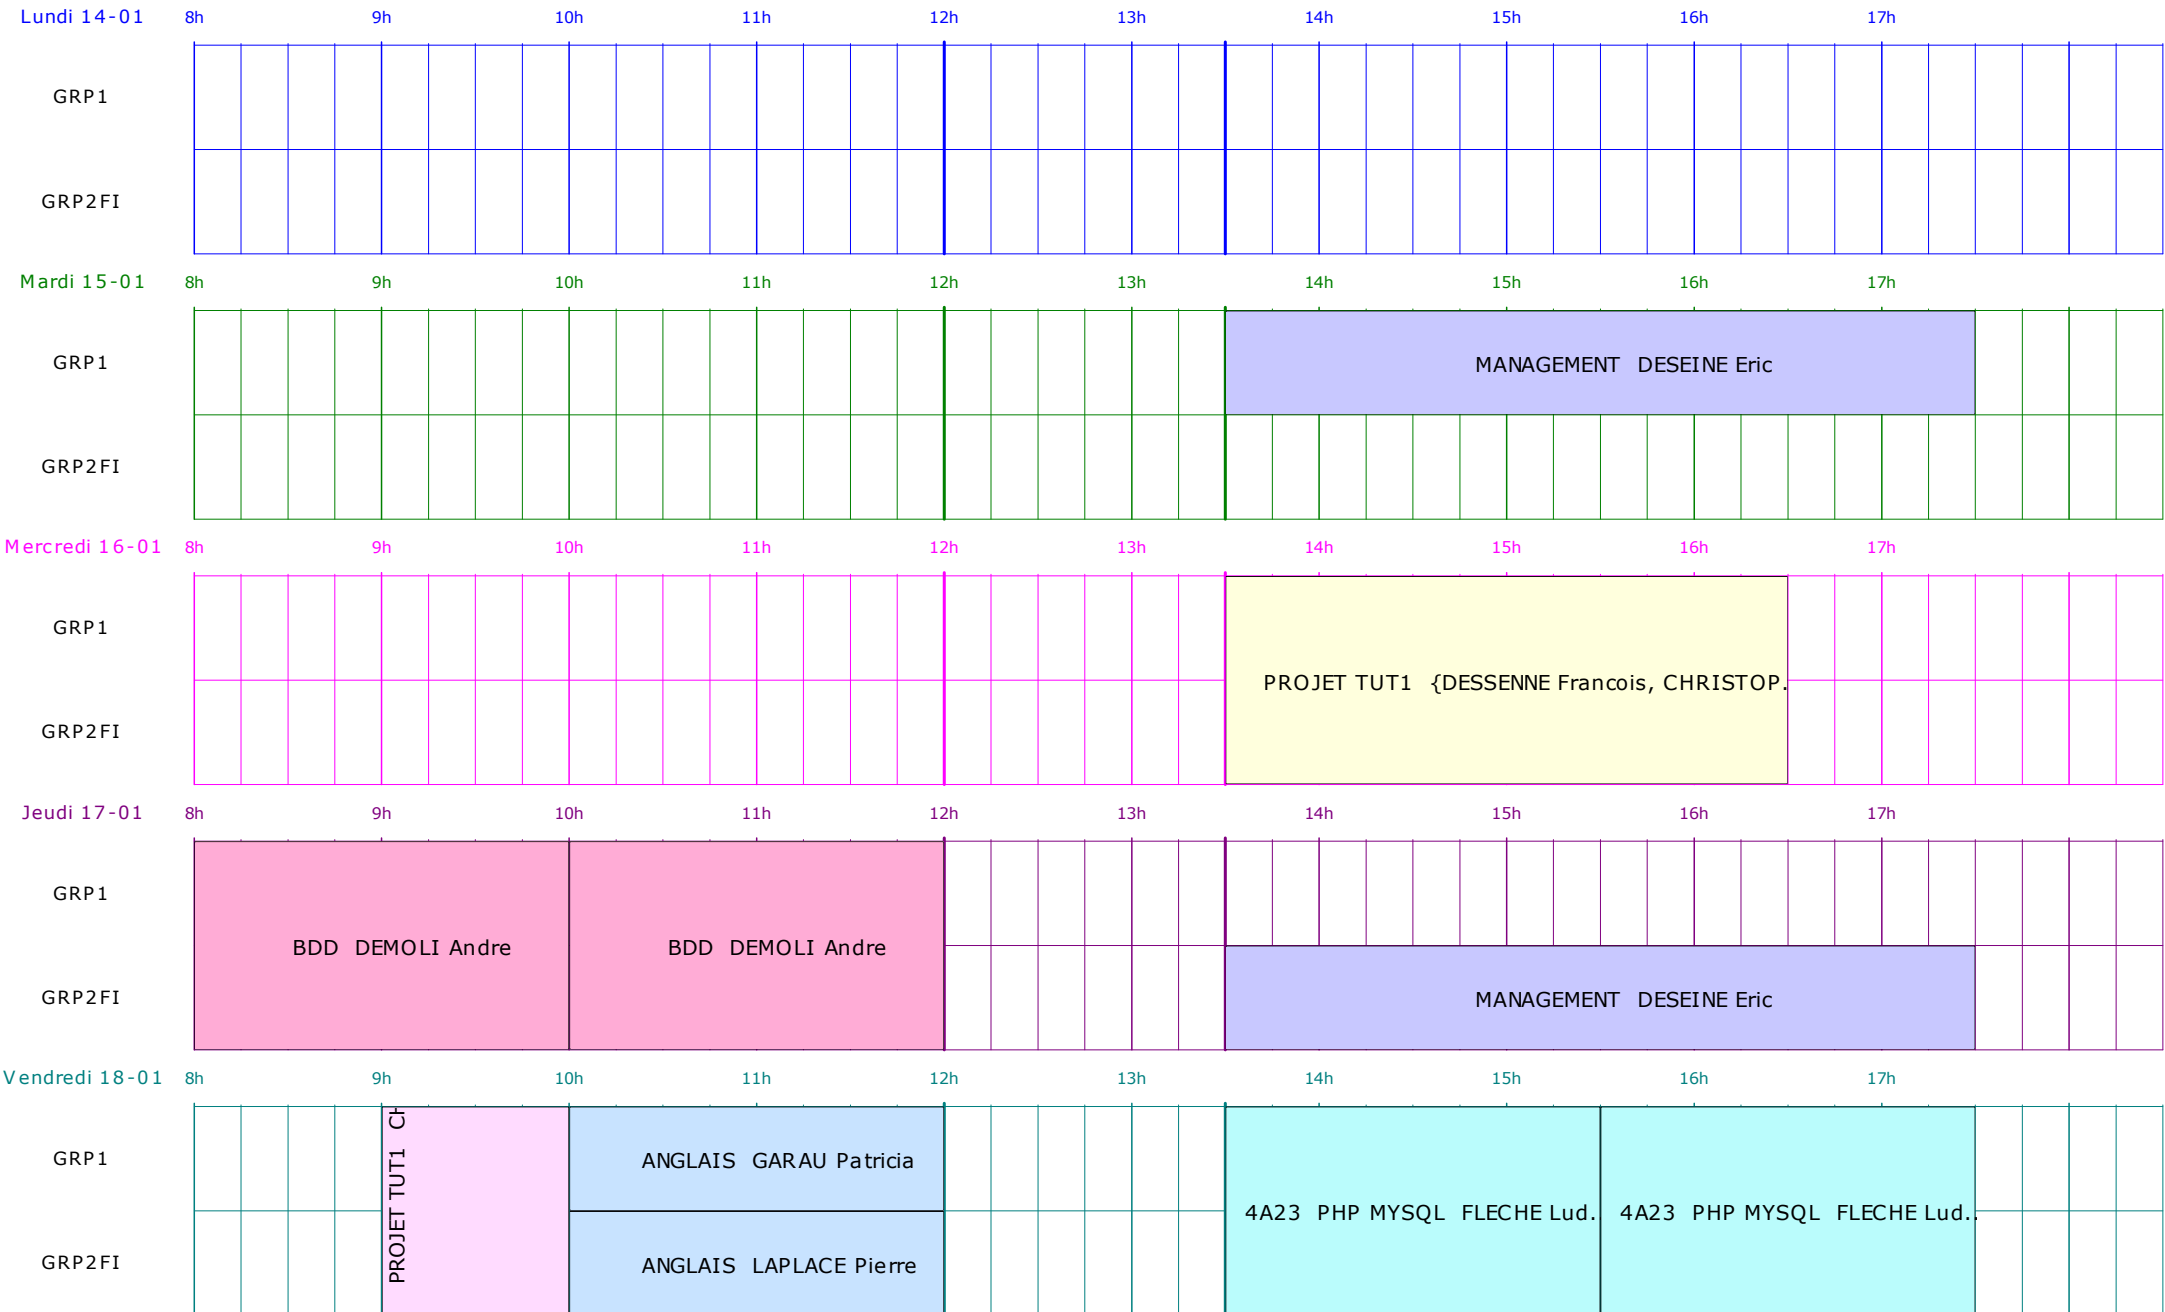 Lundi 14-01 8h 9h 10h 11h 12h 13h 14h 15h 16h 17h
GRP1
GRP2FI
Mardi 15-01 8h 9h 10h 11h 12h 13h 14h 15h 16h 17h
GRP1 MANAGEMENT DESEINE Eric
GRP2FI
Mercredi 16-01 8h 9h 10h 11h 12h 13h 14h 15h 16h 17h
GRP1
PROJET TUT1 {DESSENNE Francois, CHRISTOP.
GRP2FI
Jeudi 17-01 8h 9h 10h 11h 12h 13h 14h 15h 16h 17h
GRP1
BDD DEMOLI Andre BDD DEMOLI Andre
GRP2FI MANAGEMENT DESEINE Eric
Vendredi 18-01 8h 9h 10h 11h 12h 13h 14h 15h 16h 17h
GRP1 ANGLAIS GARAU Patricia
PROJET TUT1 CH
4A23 PHP MYSQL FLECHE Lud.. 4A23 PHP MYSQL FLECHE Lud..
GRP2FI ANGLAIS LAPLACE Pierre